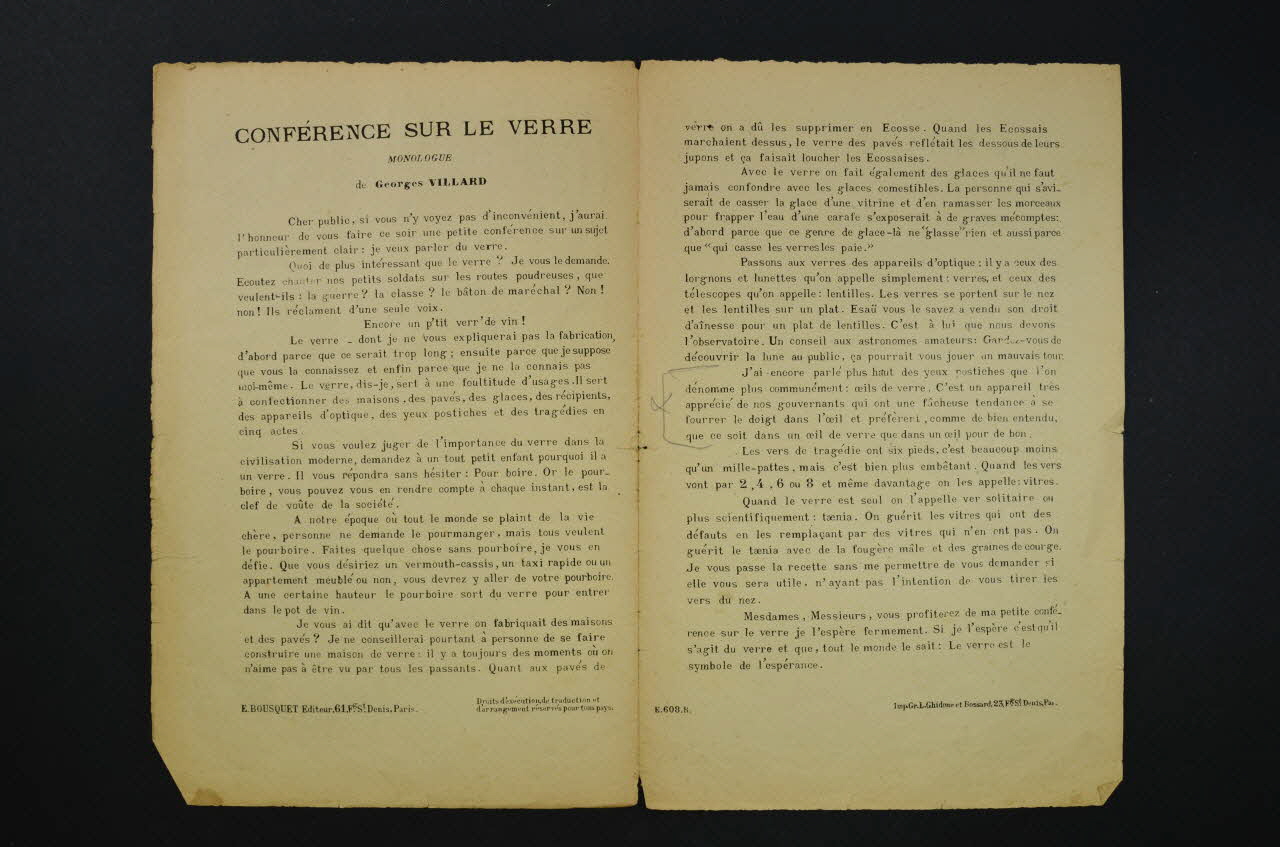 CONFÉRENCE SUR LE VERRE
MONOLOGUE
de Georges VILLARD
Cher public, si vous n'y voyez pas d'inconvénient, j'aurai
l'honneur de vous faire ce soir une petite conférence sur un sujet
particulièrement clair : je veux parler du verre.
Quoi de plus intéressant que le verre ? Je vous le demande.
Ecoutez chanter nos petits soldats sur les routes poudreuses, que
veulent-ils : la guerre ? la classe ? le bâton de maréchal ? Non !
non ! Ils réclament d'une seule voix.
Encore un p'tit verr' de vin !
Le verre _ dont je ne vous expliquerai pas la fabrication,
d'abord parce que ce serait trop long ; ensuite parce que je suppose
que vous la connaissez et enfin parce que je ne la connais pas
moi-même. Le verre, dis-je, sert à une foultitude d'usages. Il sert
à confectionner des maisons, des pavés, des glaces, des récipients,
des appareils d'optique, des yeux postiches et des tragédies en
cinq actes.
Si vous voulez juger de l'importance du verre dans la
civilisation moderne, demandez à un tout petit enfant pourquoi il a
un verre. Il vous répondra sans hésiter : Pour boire. Or le pour-
boire, vous pouvez vous en rendre compte à chaque instant, est la
clef de voûte de la société.
A notre époque où tout le monde se plaint de la vie
chère, personne ne demande le pourmanger, mais tous veulent
le pourboire. Faites quelque chose sans pourboire, je vous en
défie. Que vous désiriez un vermouth-cassis, un taxi rapide ou un
appartement meublé ou non, vous devrez y aller de votre pourboire.
A une certaine hauteur le pourboire sort du verre pour entrer
dans le pot de vin.
Je vous ai dit qu'avec le verre on fabriquait des maisons
et des pavés ? Je ne conseillerai pourtant à personne de se faire
construire une maison de verre : il y a toujours des moments où on
n'aime pas à être vu par tous les passants. Quant aux pavés de
E. BOUSQUET Editeur, 61, Fg St Denis, Paris.
Droits d'exécution, de traduction et
d'arrangement réservés pour tous pays.
verre on a dû les supprimer en Ecosse. Quand les Ecossais
marchaient dessus, le verre des pavés reflétait les dessous de leurs
jupons et ça faisait loucher les Ecossaises.
Avec le verre on fait également des glaces qu'il ne faut
jamais confondre avec les glaces comestibles. La personne qui s'avi-
serait de casser la glace d'une vitrine et d'en ramasser les morceaux
pour frapper l'eau d'une carafe s'exposerait à de graves mécomptes :
d'abord parce que ce genre de glace-là ne "glasse" rien et aussi parce
que "qui casse les verres les paie."
Passons aux verres des appareils d'optique ; il y a ceux des
lorgnons et lunettes qu'on appelle simplement : verres, et ceux des
télescopes qu'on appelle : lentilles. Les verres se portent sur le nez
et les lentilles sur un plat. Esaü vous le savez a vendu son droit
d'aînesse pour un plat de lentilles. C'est à lui que nous devons
l'observatoire. Un conseil aux astronomes amateurs : Gardez-vous de
découvrir la lune au public, ça pourrait vous jouer un mauvais tour.
J'ai encore parlé plus haut des yeux postiches que l'on
dénomme plus communément : œils de verre. C'est un appareil très
apprécié de nos gouvernants qui ont une fâcheuse tendance à se
fourrer le doigt dans l'œil et préfèrent, comme de bien entendu,
que ce soit dans un œil de verre que dans un œil pour de bon.
Les vers de tragédie ont six pieds, c'est beaucoup moins
qu'un mille-pattes, mais c'est bien plus embêtant. Quand les vers
vont par 2, 4, 6 ou 8 et même davantage on les appelle : vitres.
Quand le verre est seul on l'appelle ver solitaire ou
plus scientifiquement : tænia. On guérit les vitres qui ont des
défauts en les remplaçant par des vitres qui n'en ont pas. On
guérit le tænia avec de la fougère mâle et des graines de courge.
Je vous passe la recette sans me permettre de vous demander si
elle vous sera utile, n'ayant pas l'intention de vous tirer les
vers du nez.
Mesdames, Messieurs, vous profiterez de ma petite confé-
rence sur le verre je l'espère fermement. Si je l'espère c'est qu'il
s'agit du verre et que, tout le monde le sait : Le verre est le
symbole de l'espérance.
E. 608. B.
Imp. Gr. L. Ghidone et Bossard, 23, Fg St Denis, Par.